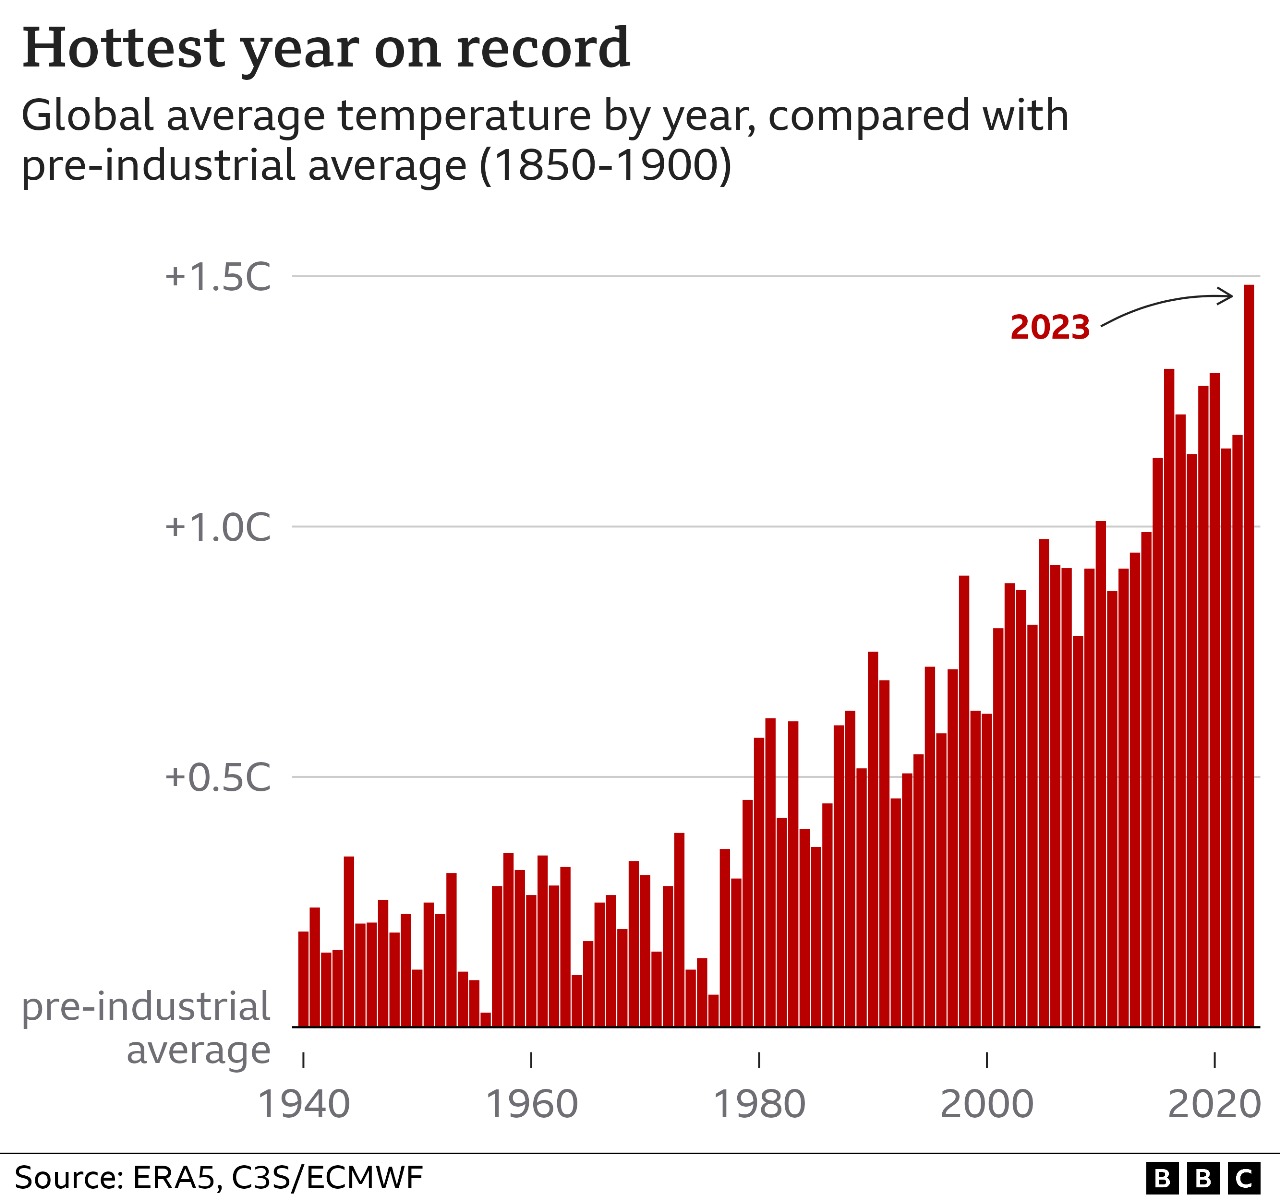 Hottest year on record
Global average temperature by year, compared with
pre-industrial average (1850-1900)
+1.5C
2023
+1.0C
+0.5C
pre-industrial
average
1940 1960 1980 2000 2020
Source: ERA5, C3S/ECMWF
BBC